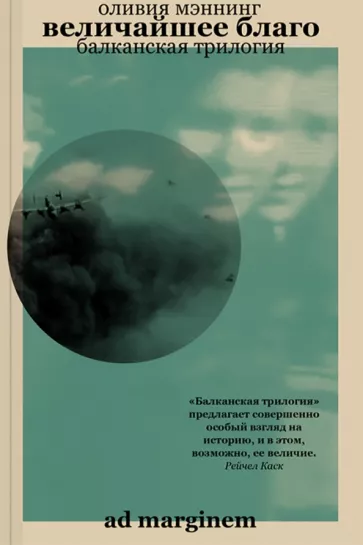 оливия мэннинг
величайшее благо
балканская трилогия
«Балканская трилогия»
предлагает совершенно
особый взгляд на
историю, и в этом,
возможно, ее величие.
Рейчел Каск
ad marginem